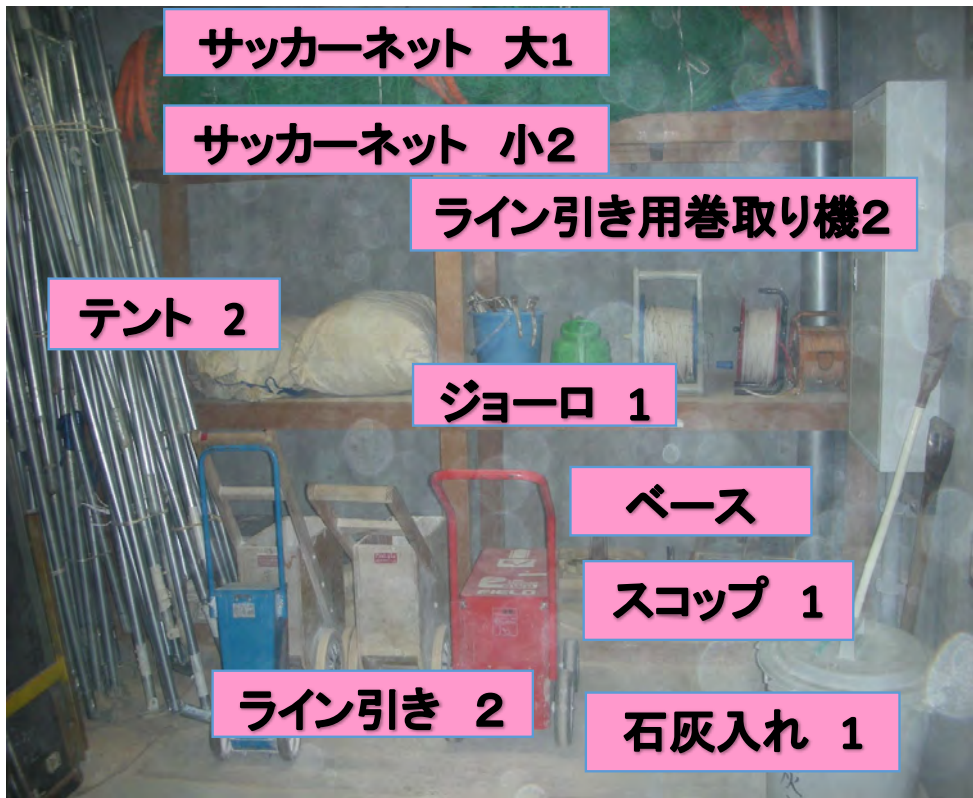 サッカーネット　大1
サッカーネット　小２
ライン引き用巻取り機２
テント　2
ジョーロ　1
ベース
スコップ　1
FIELD
ライン引き　２
石灰入れ　1
灰